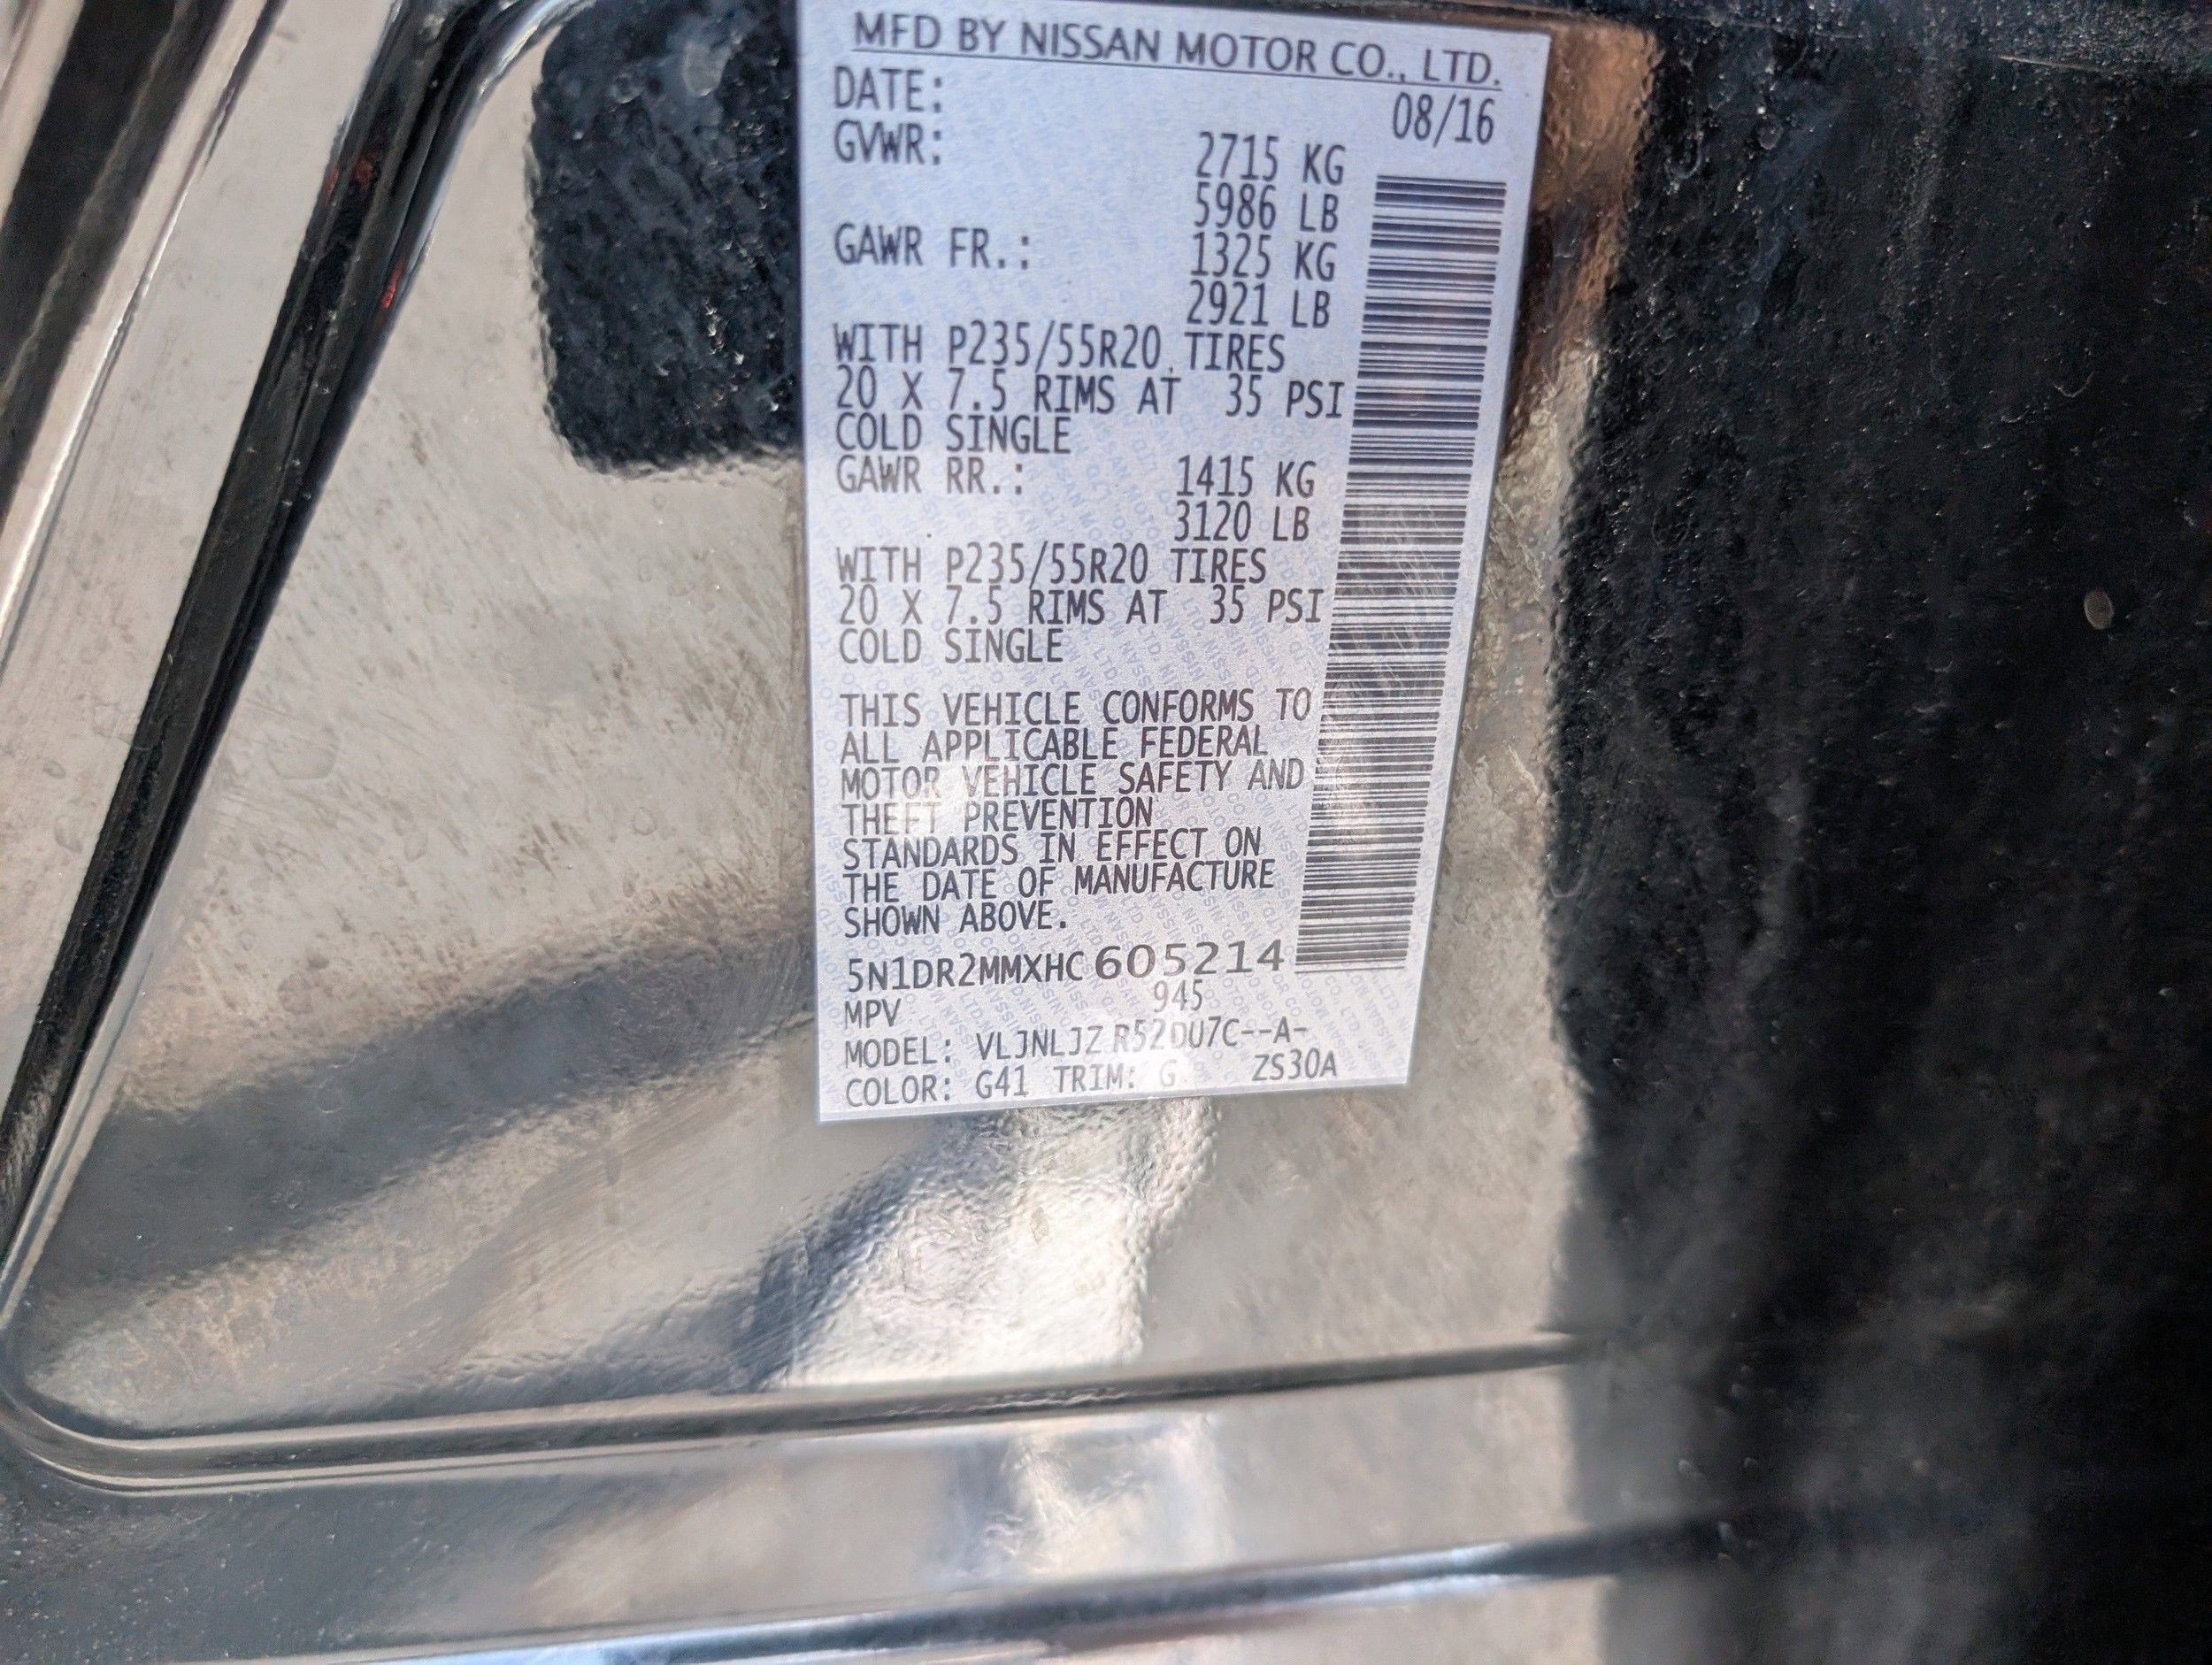 MFD BY NISSAN MOTOR CO., LTD.
DATE: 08/16
GVWR: 2715 KG
5986 LB
GAWR FR.: 1325 KG
2921 LB
WITH P235/55R20 TIRES
20 X 7.5 RIMS AT 35 PSI
COLD SINGLE
GAWR RR.: 1415 KG
3120 LB
WITH P235/55R20 TIRES
20 X 7.5 RIMS AT 35 PSI
COLD SINGLE
THIS VEHICLE CONFORMS TO
ALL APPLICABLE FEDERAL
MOTOR VEHICLE SAFETY AND
THEFT PREVENTION
STANDARDS IN EFFECT ON
THE DATE OF MANUFACTURE
SHOWN ABOVE.
5N1DR2MMXHC605214
MPV 945
MODEL: VLJNLJZ R52DU7C--A-
COLOR: G41 TRIM: G ZS30A